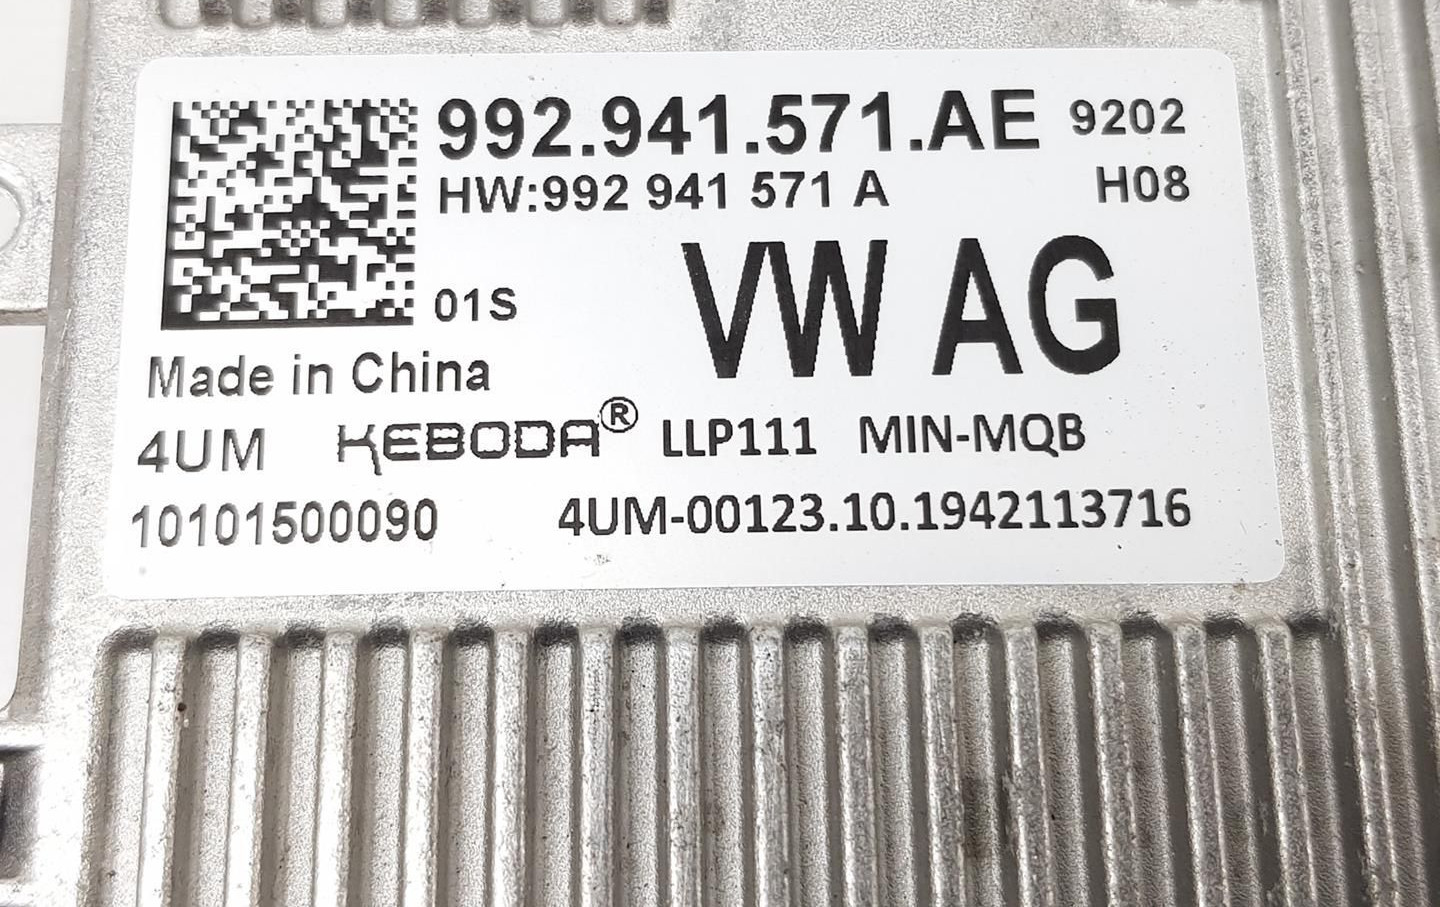 992.941.571.AE 9202
HW:992 941 571 A H08
VW AG
01S
Made in China
4UM KEBODA® LLP111 MIN-MQB
10101500090 4UM-00123.10.1942113716